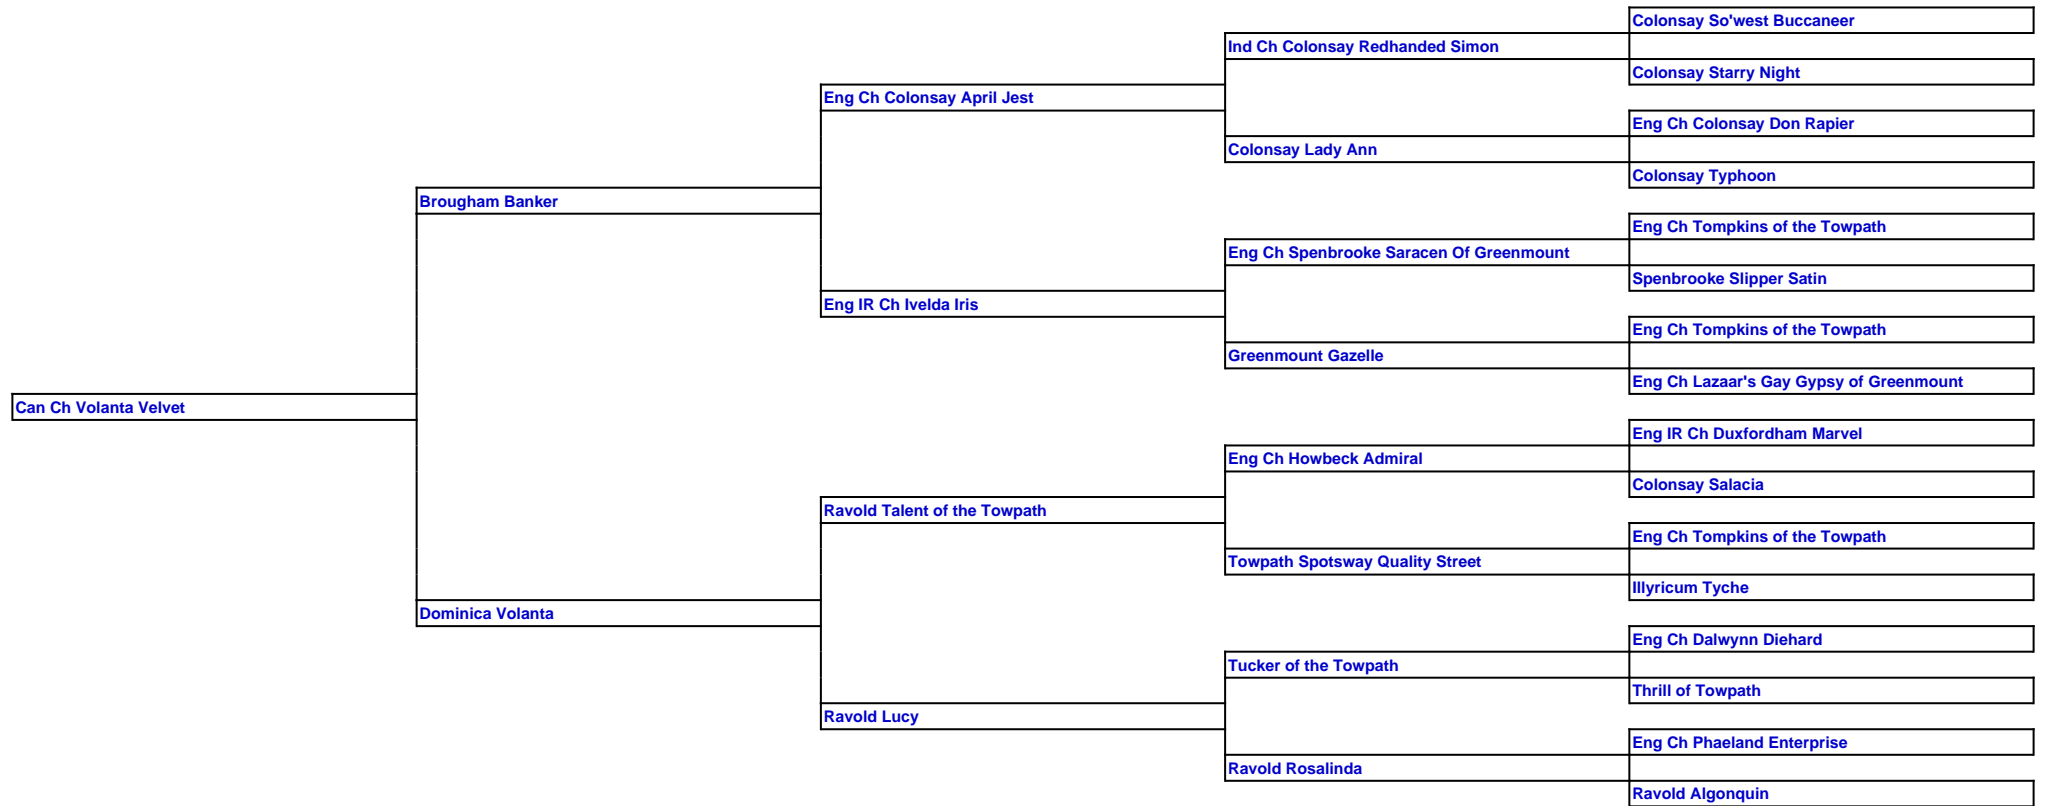 Colonsay So'west Buccaneer
Ind Ch Colonsay Redhanded Simon
Colonsay Starry Night
Eng Ch Colonsay April Jest
Eng Ch Colonsay Don Rapier
Colonsay Lady Ann
Colonsay Typhoon
Brougham Banker
Eng Ch Tompkins of the Towpath
Eng Ch Spenbrooke Saracen Of Greenmount
Spenbrooke Slipper Satin
Eng IR Ch Ivelda Iris
Eng Ch Tompkins of the Towpath
Greenmount Gazelle
Eng Ch Lazaar's Gay Gypsy of Greenmount
Can Ch Volanta Velvet
Eng IR Ch Duxfordham Marvel
Eng Ch Howbeck Admiral
Colonsay Salacia
Ravold Talent of the Towpath
Eng Ch Tompkins of the Towpath
Towpath Spotsway Quality Street
Illyricum Tyche
Dominica Volanta
Eng Ch Dalwynn Diehard
Tucker of the Towpath
Thrill of Towpath
Ravold Lucy
Eng Ch Phaeland Enterprise
Ravold Rosalinda
Ravold Algonquin